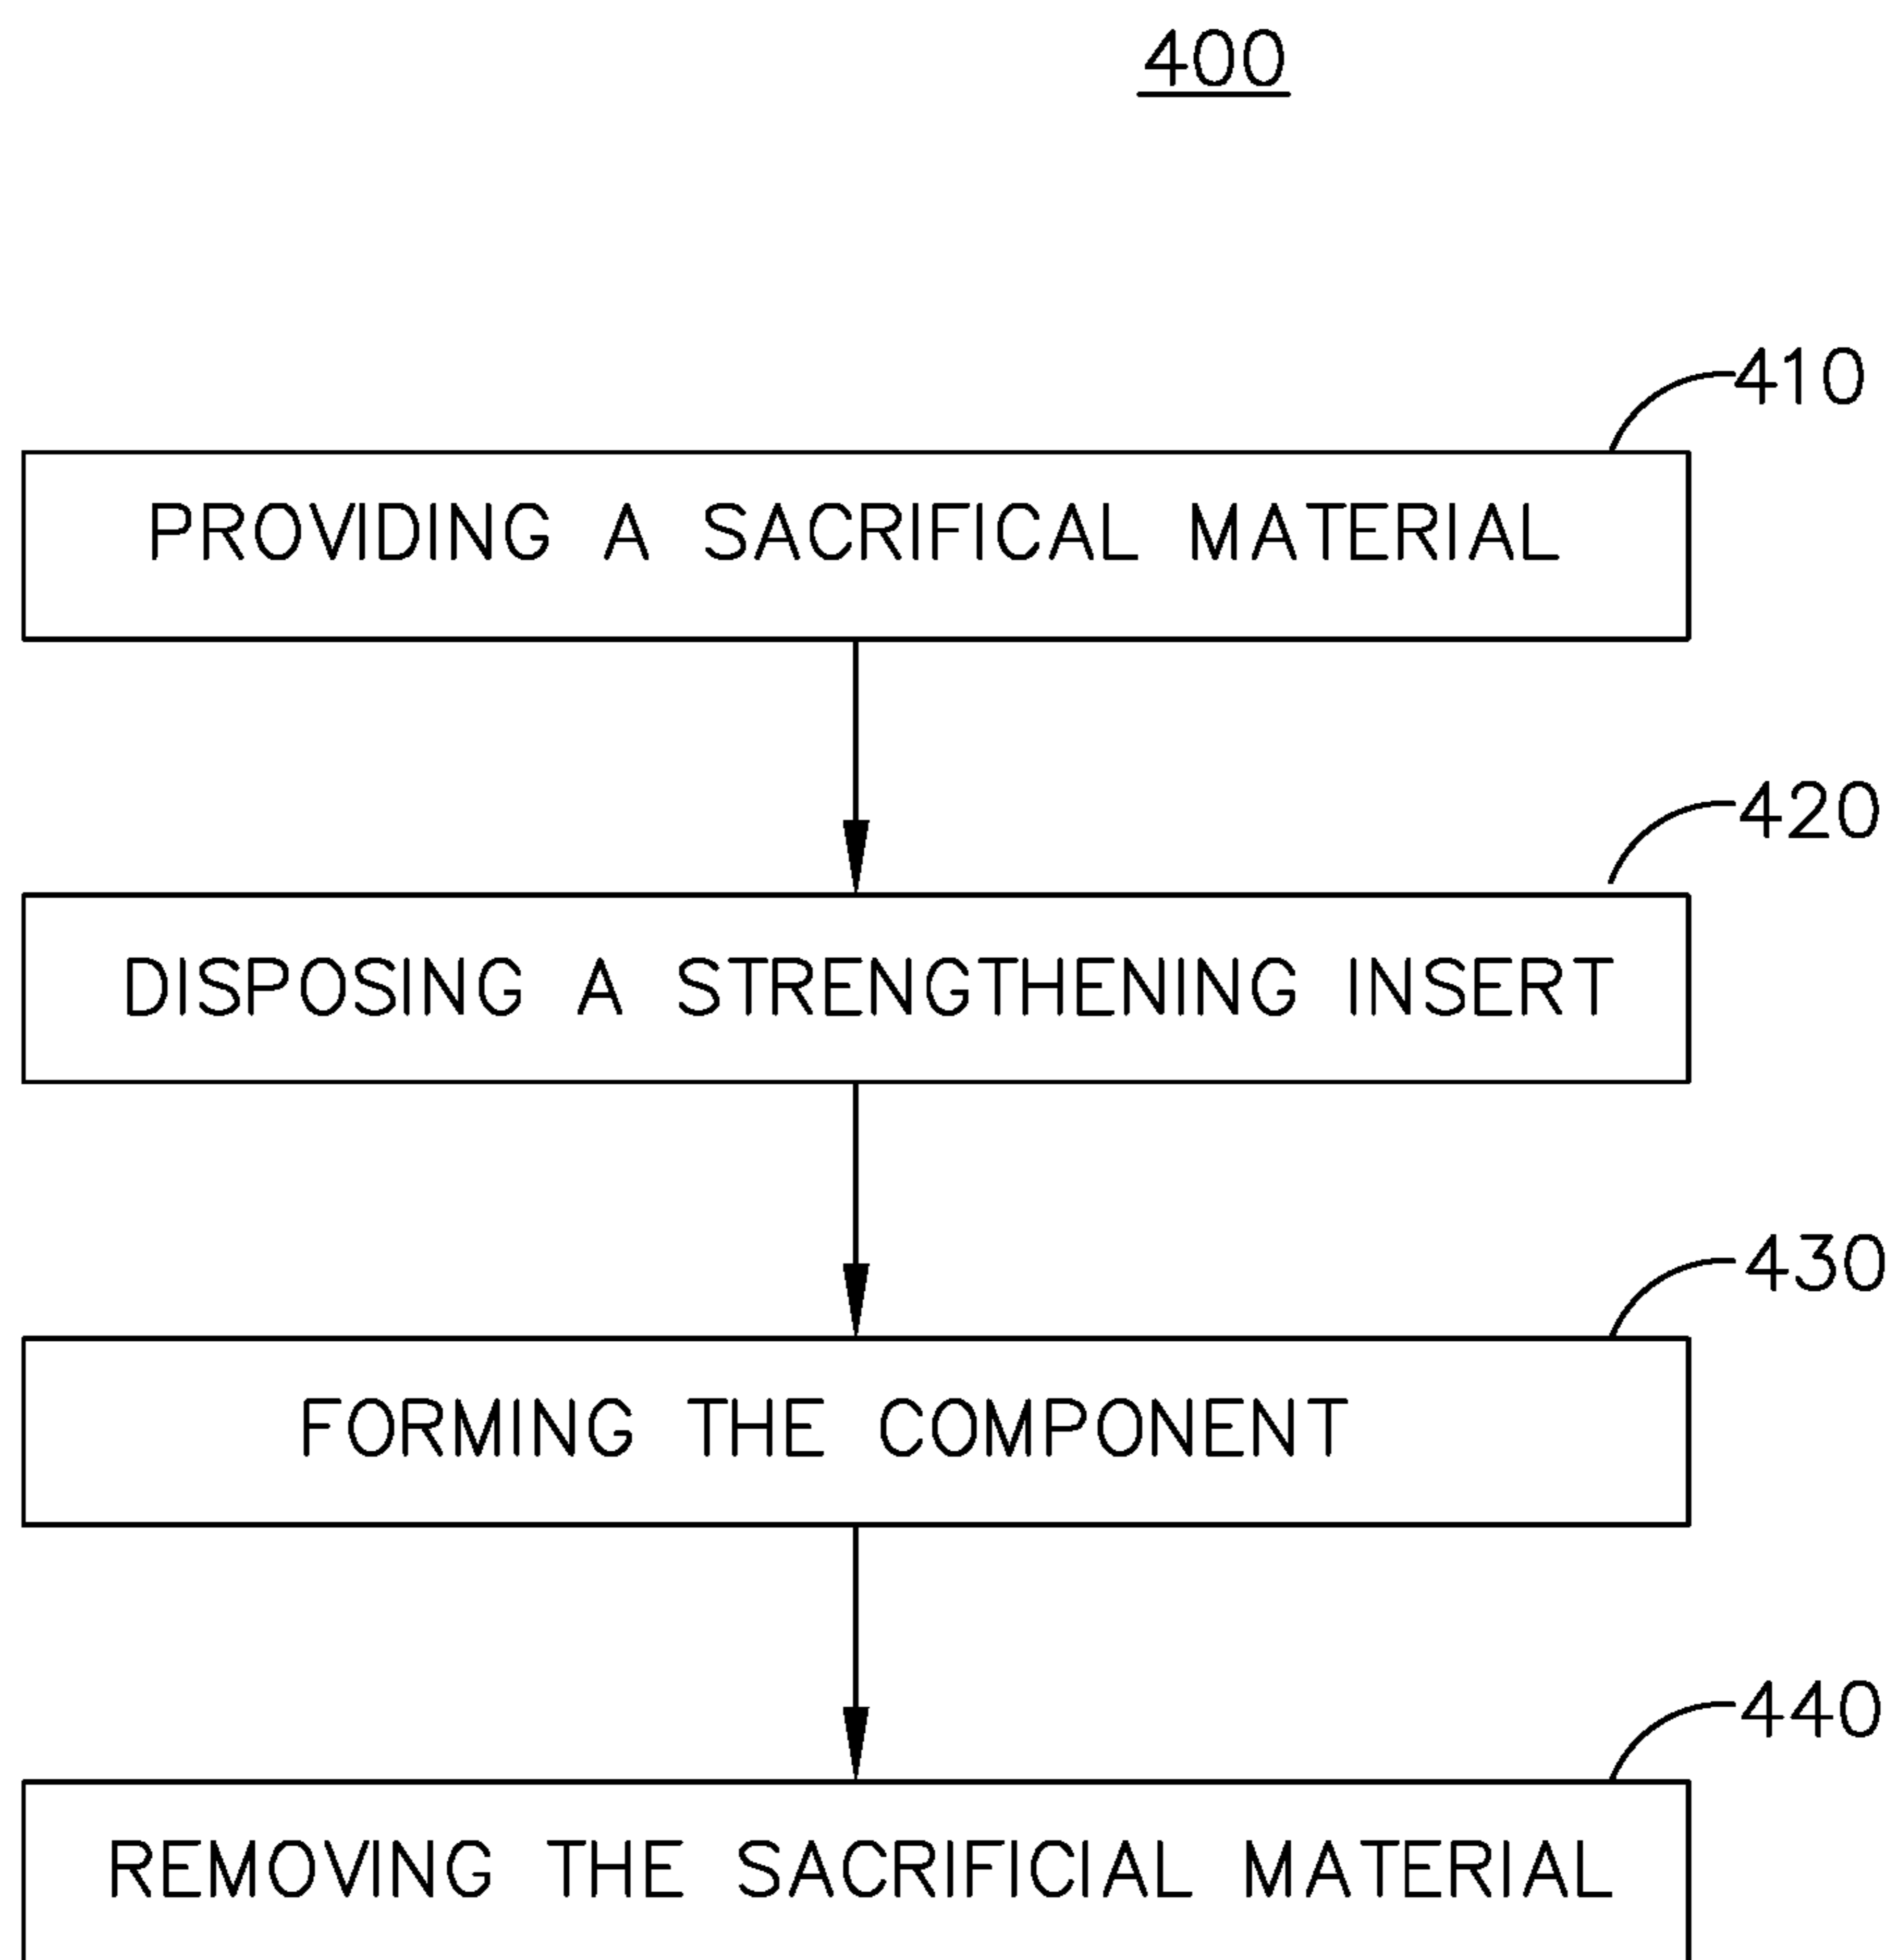 400
410
PROVIDING A SACRIFICAL MATERIAL
420
DISPOSING A STRENGTHENING INSERT
430
FORMING THE COMPONENT
440
REMOVING THE SACRIFICIAL MATERIAL